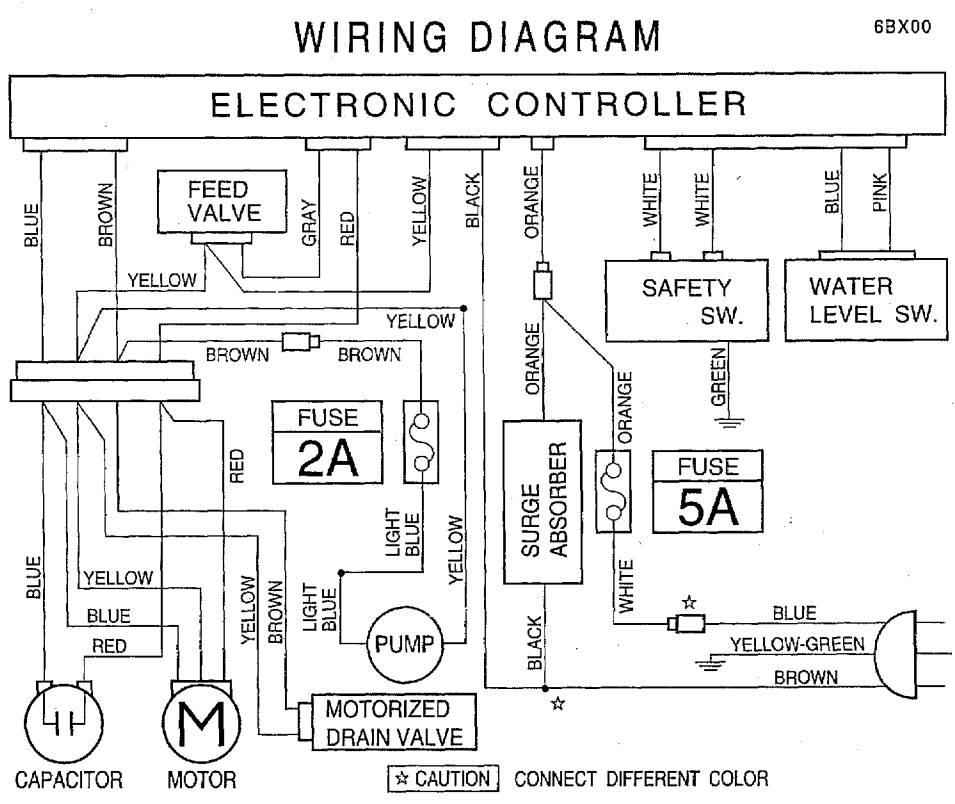 WIRING DIAGRAM
6BX00
ELECTRONIC CONTROLLER
BLUE
BROWN
FEED
VALVE
GRAY
RED
YELLOW
BLACK
ORANGE
WHITE
WHITE
BLUE
PINK
YELLOW
YELLOW
BROWN
BROWN
SAFETY
SW.
WATER
LEVEL SW.
ORANGE
ORANGE
GREEN
FUSE
2A
RED
FUSE
5A
SURGE
ABSORBER
LIGHT
BLUE
YELLOW
WHITE
BLUE
YELLOW
BLUE
RED
YELLOW
BROWN
LIGHT
BLUE
PUMP
BLACK
☆
BLUE
YELLOW-GREEN
BROWN
☆
M
MOTORIZED
DRAIN VALVE
CAPACITOR
MOTOR
☆ CAUTION CONNECT DIFFERENT COLOR